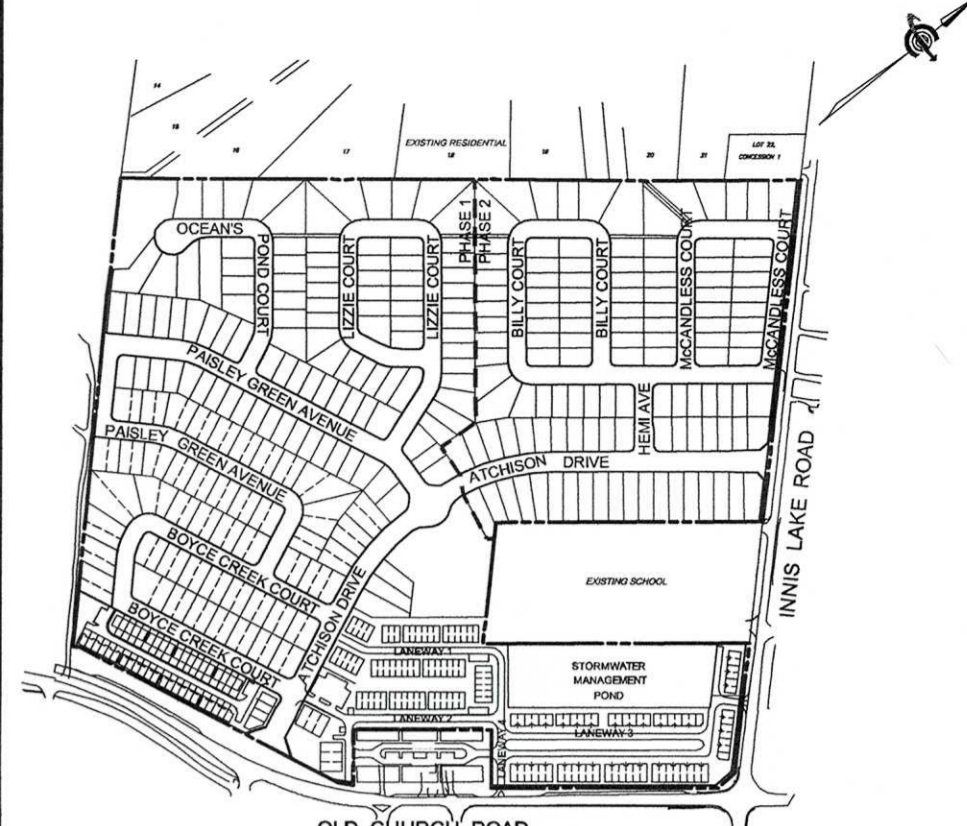 14
15
16
17
EXISTING RESIDENTIAL
18
19
20
21
LOT 22,
CONCESSION 1
OCEAN'S
POND COURT
LIZZIE COURT
LIZZIE COURT
PHASE 1
PHASE 2
BILLY COURT
BILLY COURT
McCANDLESS COURT
McCANDLESS COURT
PAISLEY GREEN AVENUE
HEMI AVE
PAISLEY GREEN AVENUE
ATCHISON DRIVE
INNIS LAKE ROAD
BOYCE CREEK COURT
ATCHISON DRIVE
EXISTING SCHOOL
BOYCE CREEK COURT
LANEWAY 1
STORMWATER
MANAGEMENT
POND
LANEWAY 2
LANEWAY 3
OLD CHURCH ROAD